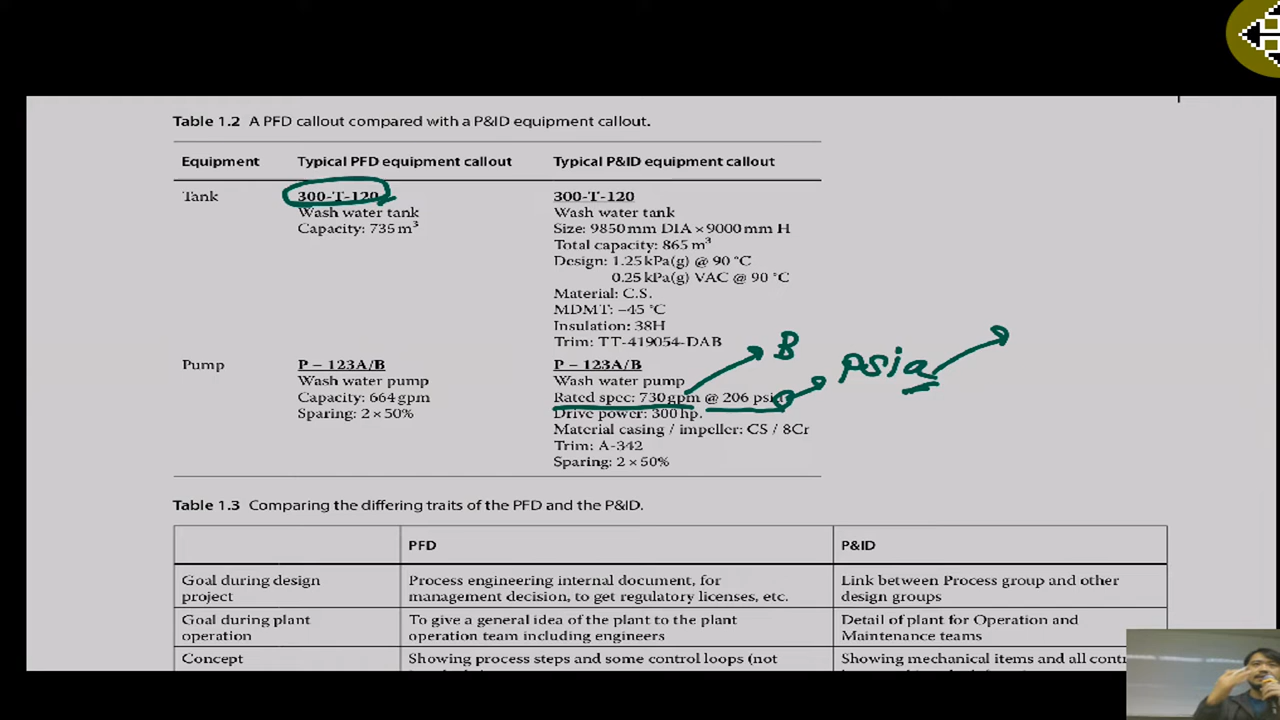 Table 1.2 A PFD callout compared with a P&ID equipment callout.
Equipment Typical PFD equipment callout Typical P&ID equipment callout
Tank 300-T-120 300-T-120
Wash water tank Wash water tank
Capacity: 735 m³ Size: 9850 mm DIA × 9000 mm H
Total capacity: 865 m³
Design: 1.25 kPa(g) @ 90 °C
0.25 kPa(g) VAC @ 90 °C
Material: C.S.
MDMT: −45 °C
Insulation: 38H
Trim: TT-419054-DAB
B
psia
Pump P – 123A/B P – 123A/B
Wash water pump Wash water pump
Capacity: 664 gpm Rated spec: 730 gpm @ 206 psia
Sparing: 2 × 50% Drive power: 300 hp.
Material casing / impeller: CS / 8Cr
Trim: A-342
Sparing: 2 × 50%
Table 1.3 Comparing the differing traits of the PFD and the P&ID.
PFD P&ID
Goal during design Process engineering internal document, for Link between Process group and other
project management decision, to get regulatory licenses, etc. design groups
Goal during plant To give a general idea of the plant to the plant Detail of plant for Operation and
operation operation team including engineers Maintenance teams
Concept Showing process steps and some control loops (not Showing mechanical items and all